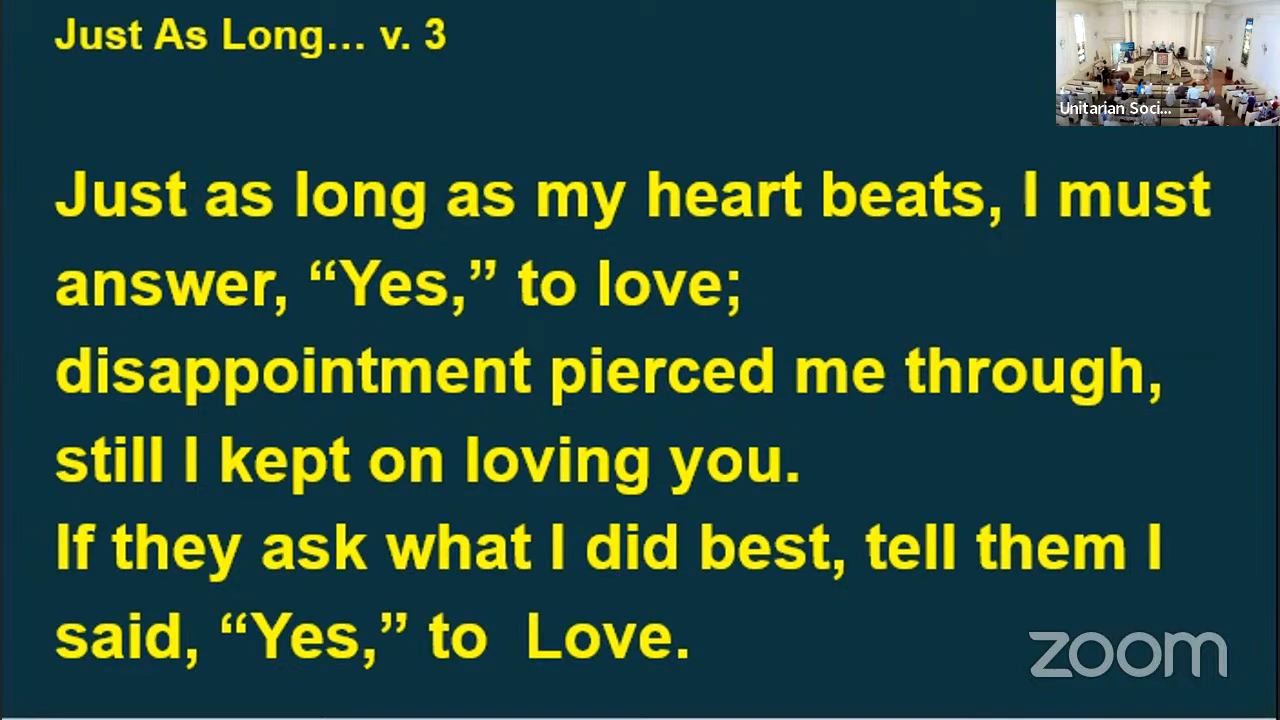 Just As Long... v. 3
Unitarian Soci...
Just as long as my heart beats, I must
answer, “Yes,” to love;
disappointment pierced me through,
still I kept on loving you.
If they ask what I did best, tell them I
said, “Yes,” to  Love.
zoom